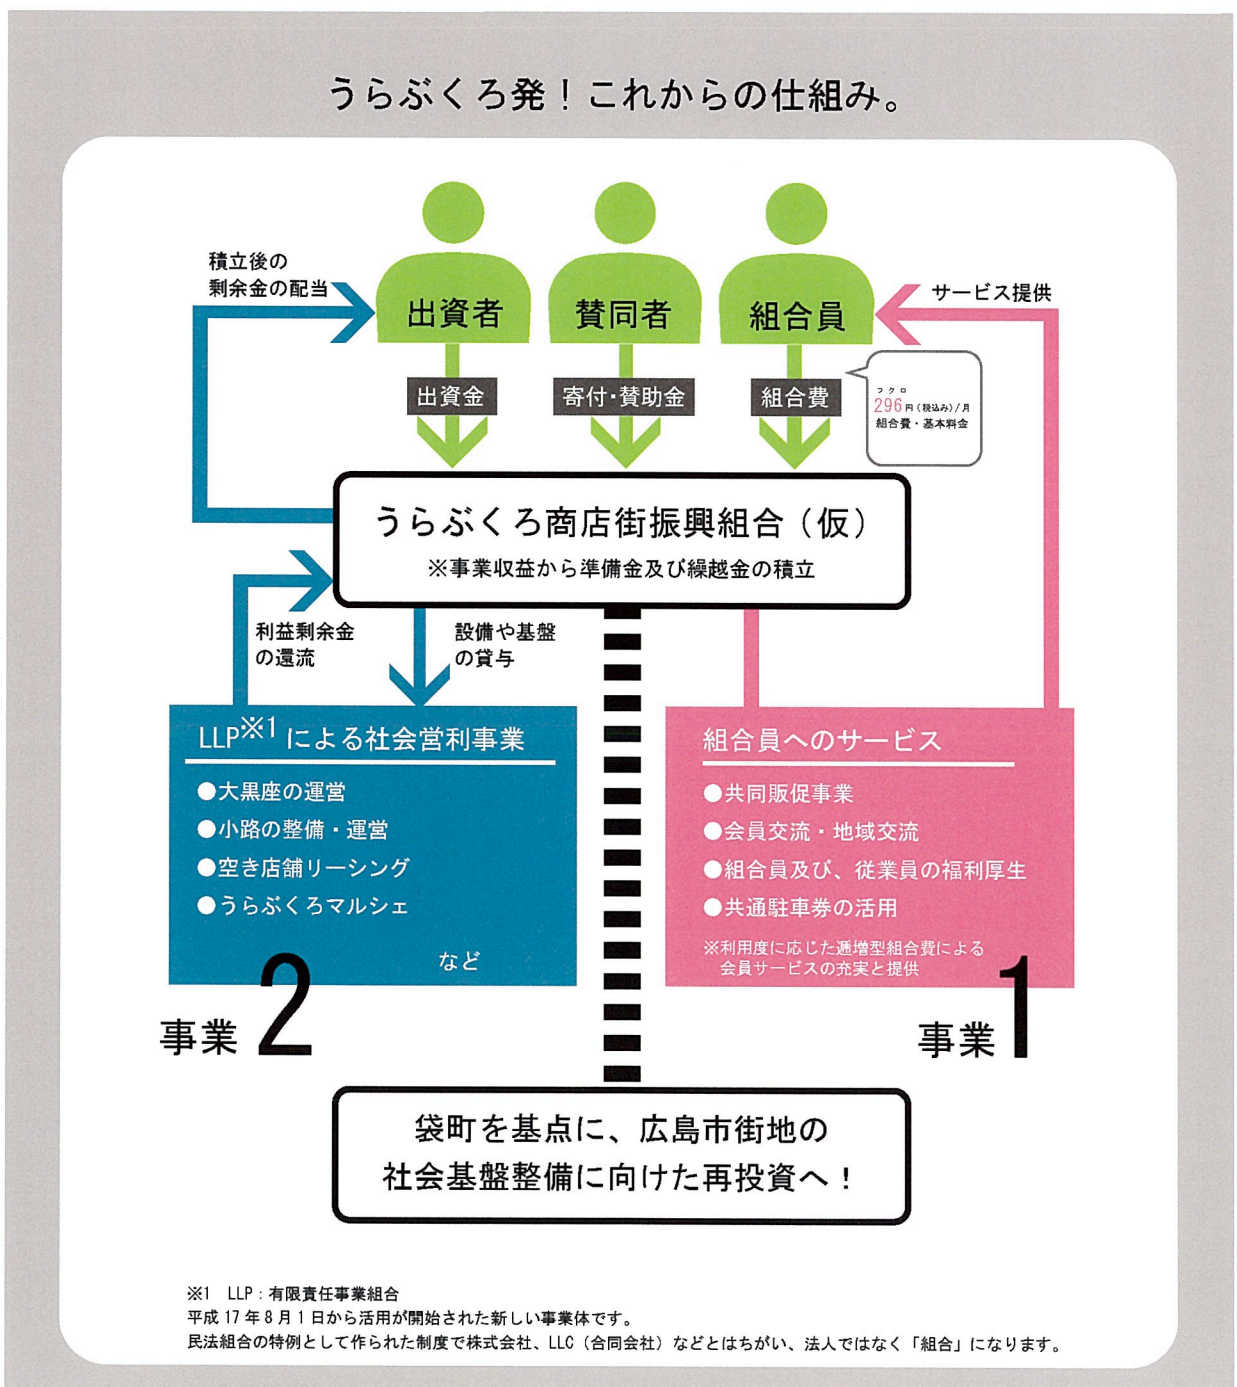 うらぶくろ発！これからの仕組み。
積立後の
剰余金の配当
出資者
賛同者
組合員
サービス提供
出資金
寄付・賛助金
組合費
フクロ
296円(税込み)/月
組合費・基本料金
うらぶくろ商店街振興組合（仮）
※事業収益から準備金及び繰越金の積立
利益剰余金
の還流
設備や基盤
の貸与
LLP※1による社会営利事業
●大黒座の運営
●小路の整備・運営
●空き店舗リーシング
●うらぶくろマルシェ
など
事業2
組合員へのサービス
●共同販促事業
●会員交流・地域交流
●組合員及び、従業員の福利厚生
●共通駐車券の活用
※利用度に応じた逓増型組合費による
会員サービスの充実と提供
事業1
袋町を基点に、広島市街地の
社会基盤整備に向けた再投資へ！
※1 LLP：有限責任事業組合
平成17年8月1日から活用が開始された新しい事業体です。
民法組合の特例として作られた制度で株式会社、LLC（合同会社）などとはちがい、法人ではなく「組合」になります。